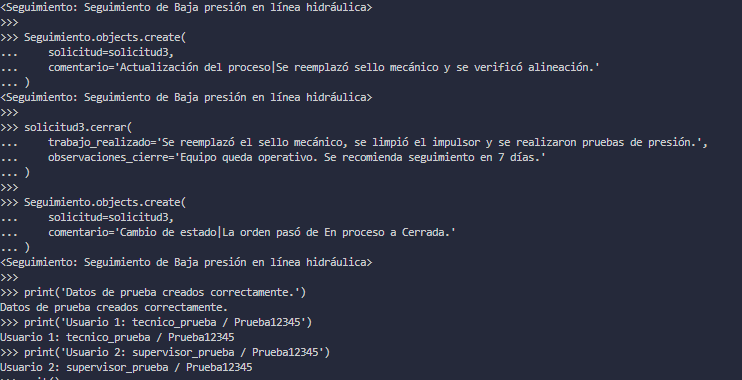 <Seguimiento: Seguimiento de Baja presión en línea hidráulica>
>>>
>>> Seguimiento.objects.create(
...     solicitud=solicitud3,
...     comentario='Actualización del proceso|Se reemplazó sello mecánico y se verificó alineación.'
... )
<Seguimiento: Seguimiento de Baja presión en línea hidráulica>
>>>
>>> solicitud3.cerrar(
...     trabajo_realizado='Se reemplazó el sello mecánico, se limpió el impulsor y se realizaron pruebas de presión.',
...     observaciones_cierre='Equipo queda operativo. Se recomienda seguimiento en 7 días.'
... )
>>>
>>> Seguimiento.objects.create(
...     solicitud=solicitud3,
...     comentario='Cambio de estado|La orden pasó de En proceso a Cerrada.'
... )
<Seguimiento: Seguimiento de Baja presión en línea hidráulica>
>>>
>>> print('Datos de prueba creados correctamente.')
Datos de prueba creados correctamente.
>>> print('Usuario 1: tecnico_prueba / Prueba12345')
Usuario 1: tecnico_prueba / Prueba12345
>>> print('Usuario 2: supervisor_prueba / Prueba12345')
Usuario 2: supervisor_prueba / Prueba12345